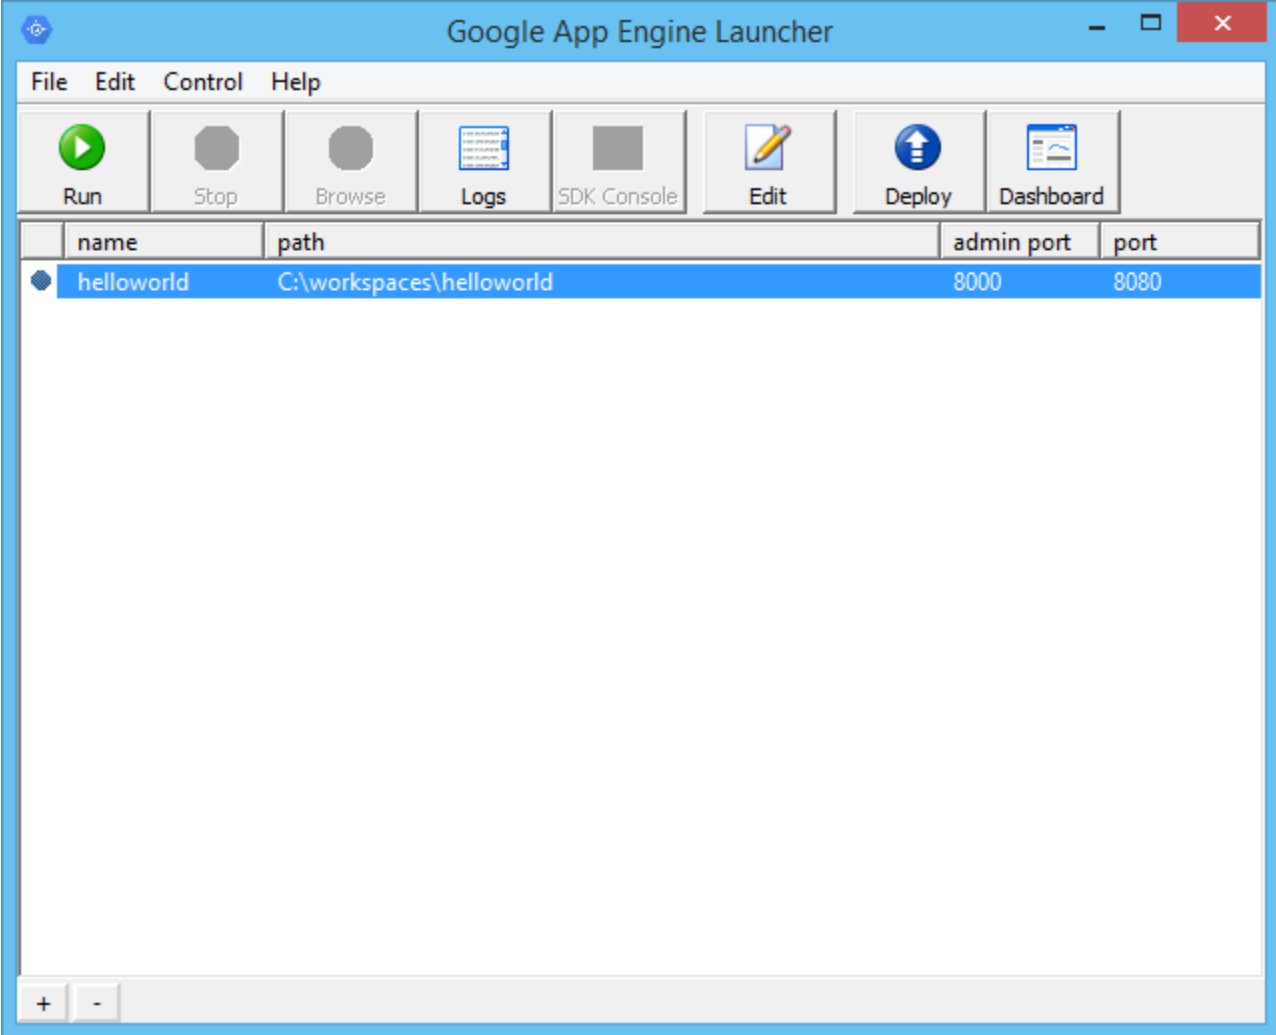 Google App Engine Launcher
File Edit Control Help
Run Stop Browse Logs SDK Console Edit Deploy Dashboard
name path admin port port
helloworld C:\workspaces\helloworld 8000 8080
+ -